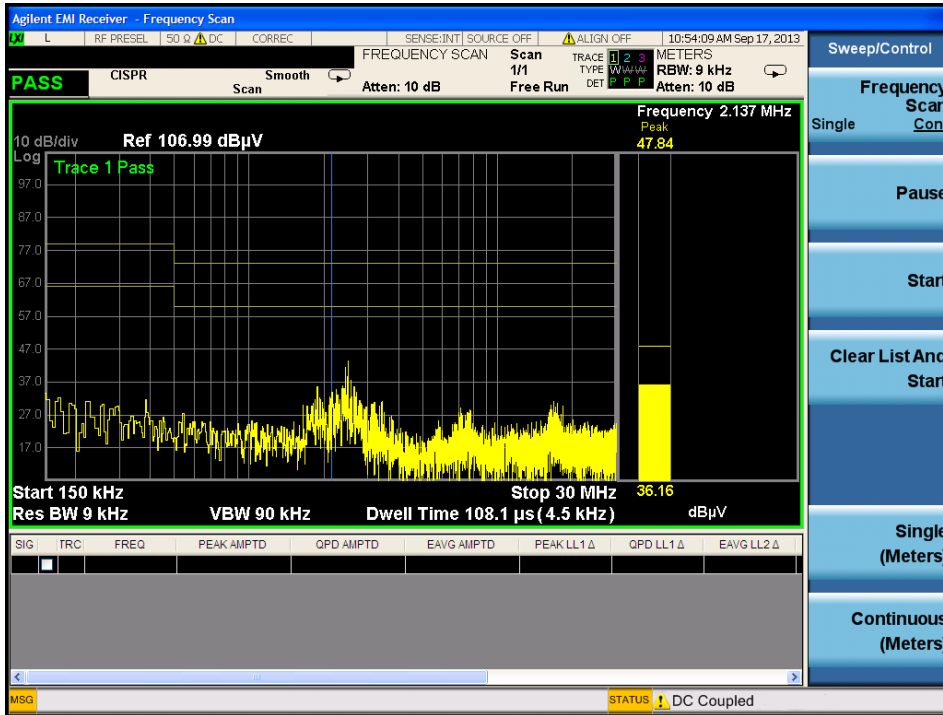 Agilent EMI Receiver - Frequency Scan
LXI L RF PRESEL 50 Ω DC CORREC SENSE:INT SOURCE OFF ALIGN OFF 10:54:09 AM Sep 17, 2013
PASS
CISPR
Smooth
Scan
FREQUENCY SCAN
Atten: 10 dB
Scan
1/1
Free Run
TRACE 1 2 3
TYPE W W W
DET P P P
METERS
RBW: 9 kHz
Atten: 10 dB
Frequency 2.137 MHz
Peak
47.84
10 dB/div Ref 106.99 dBµV
Log
Trace 1 Pass
97.0
87.0
77.0
67.0
57.0
47.0
37.0
27.0
17.0
36.16
dBµV
Start 150 kHz Stop 30 MHz
Res BW 9 kHz VBW 90 kHz Dwell Time 108.1 µs (4.5 kHz)
SIG TRC FREQ PEAK AMPTD QPD AMPTD EAVG AMPTD PEAK LL1 Δ QPD LL1 Δ EAVG LL2 Δ
MSG STATUS DC Coupled
Sweep/Control
Frequency
Scan
Single Con
Pause
Start
Clear List And
Start
Single
(Meters)
Continuous
(Meters)